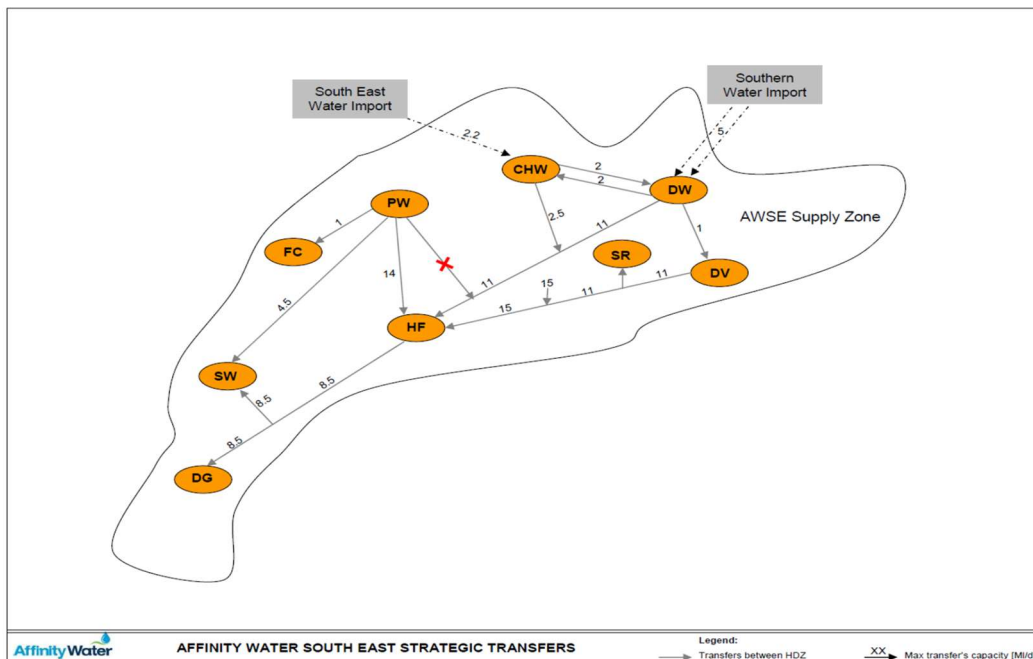 South East
Water Import
Southern
Water Import
2.2
5
CHW
2
2
DW
AWSE Supply Zone
PW
1
2.5
11
1
FC
SR
14
11
15
11
11
DV
4.5
15
HF
SW
8.5
8.5
8.5
DG
Affinity Water
AFFINITY WATER SOUTH EAST STRATEGIC TRANSFERS
Legend:
Transfers between HDZ
XX
Max transfer's capacity [Ml/d